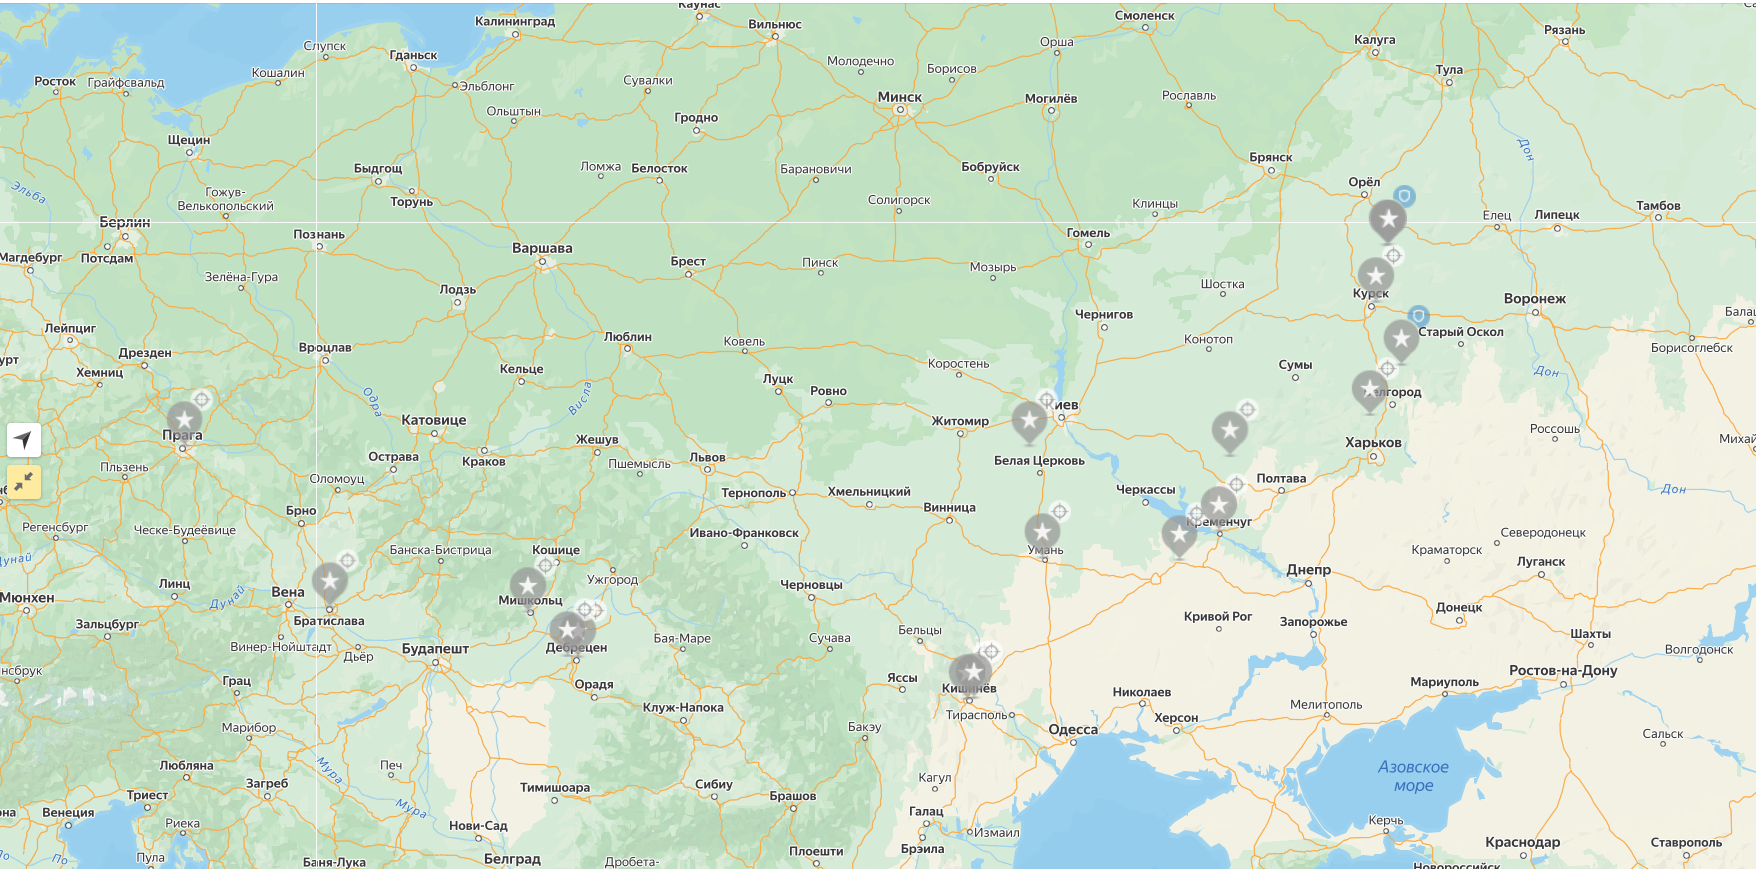 Каунас
Калининград
Вильнюс
Смоленск
Рязань
Слупск
Гданьск
Орша
Калуга
Кошалин
Молодечно
Борисов
Тула
Росток
Грайфсвальд
Эльблонг
Сувалки
Минск
Могилёв
Рославль
Ольштын
Гродно
Щецин
Быдгощ
Ломжа
Белосток
Барановичи
Бобруйск
Брянск
Дон
Эльба
Гожув-
Велькопольский
Торунь
Солигорск
Клинцы
Орёл
Елец
Липецк
Тамбов
Берлин
Познань
Варшава
Гомель
Магдебург
Потсдам
Зелёна-Гура
Брест
Пинск
Мозырь
Шостка
Лодзь
Курск
Воронеж
Чернигов
Лейпциг
Вроцлав
Люблин
Ковель
Конотоп
Старый Оскол
Борисоглебск
Дрезден
Хемниц
Кельце
Коростень
Сумы
Дон
Одра
Висла
Луцк
Ровно
Прага
Катовице
Житомир
Россошь
Жешув
Харьков
Острава
Краков
Львов
Пшемысль
Белая Церковь
Пльзень
Оломоуц
Тернополь
Хмельницкий
Черкассы
Полтава
Дон
Брно
Винница
Регенсбург
Ческе-Будеёвице
Ивано-Франковск
Кременчуг
Северодонецк
Банска-Бистрица
Кошице
Умань
Краматорск
Луганск
Дунай
Линц
Вена
Ужгород
Черновцы
Днепр
Мюнхен
Дунай
Мишкольц
Братислава
Кривой Рог
Запорожье
Донецк
Зальцбург
Винер-Нойштадт
Дьёр
Будапешт
Дебрецен
Бая-Маре
Сучава
Бельцы
Шахты
Волгодонск
Грац
Орадя
Яссы
Кишинёв
Николаев
Мариуполь
Ростов-на-Дону
Марибор
Клуж-Напока
Бакэу
Тирасполь
Одесса
Херсон
Мелитополь
Сальск
Любляна
Печ
Мура
Азовское
море
Загреб
Тимишоара
Сибиу
Брашов
Кагул
Триест
Мура
Венеция
Риека
Нови-Сад
Галац
Измаил
Керчь
По
По
Пула
Баня-Лука
Белград
Дробета-
Плоешти
Брэила
Краснодар
Ставрополь
Новороссийск